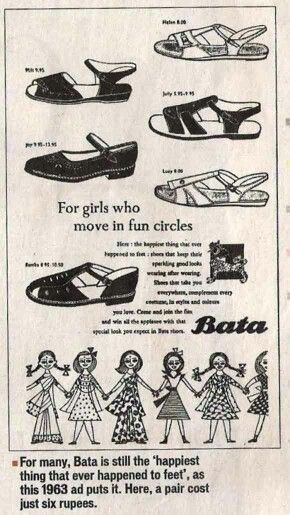 Helen 8.00
Milli 9.95
Jolly 5.95-9.95
Joy 9.95-13.95
Lucy 8.00
For girls who
move in fun circles
Here : the happiest thing that ever
happened to feet : shoes that keep their
sparkling good looks
wearing after wearing.
Shoes that take you
everywhere, complement every
costume, in styles and colours
you love. Come and join the fun
and win all the applause with that
special look you expect in Bata shoes.
8.95-10.50
Bata
For many, Bata is still the ‘happiest
thing that ever happened to feet’, as
this 1963 ad puts it. Here, a pair cost
just six rupees.